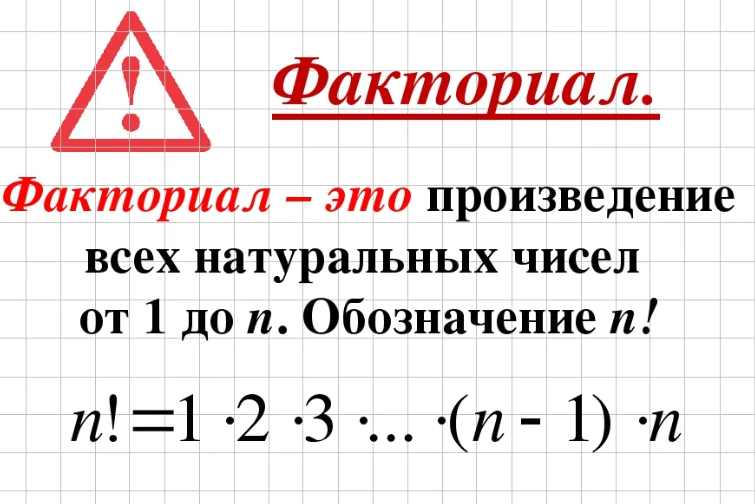 Факториал.
Факториал – это произведение
всех натуральных чисел
от 1 до n. Обозначение n!
n!=1 ·2 ·3 ·... ·(n - 1) ·n